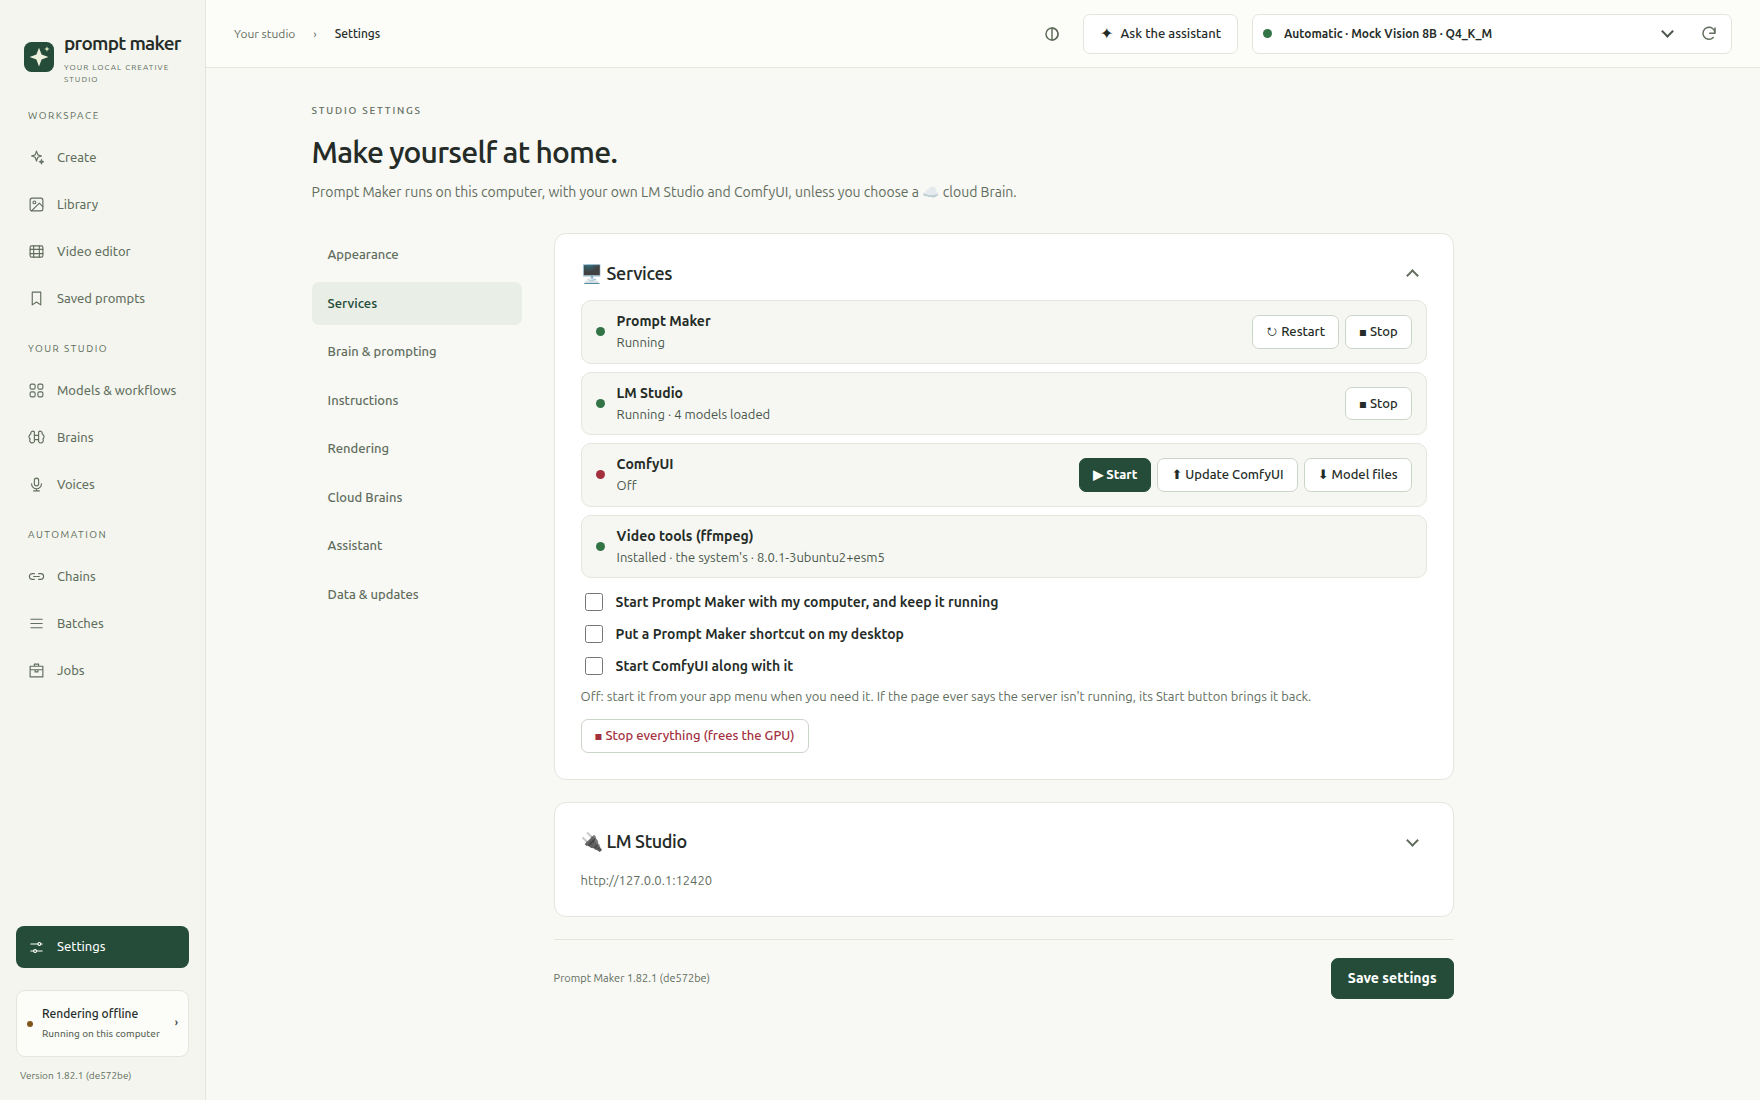 prompt maker
YOUR LOCAL CREATIVE
STUDIO
WORKSPACE
Create
Library
Video editor
Saved prompts
YOUR STUDIO
Models & workflows
Brains
Voices
AUTOMATION
Chains
Batches
Jobs
Settings
Rendering offline
Running on this computer
Version 1.82.1 (de572be)
Your studio › Settings
Ask the assistant
Automatic · Mock Vision 8B · Q4_K_M
STUDIO SETTINGS
Make yourself at home.
Prompt Maker runs on this computer, with your own LM Studio and ComfyUI, unless you choose a ☁️ cloud Brain.
Appearance
Services
Brain & prompting
Instructions
Rendering
Cloud Brains
Assistant
Data & updates
Services
Prompt Maker
Running
Restart
Stop
LM Studio
Running · 4 models loaded
Stop
ComfyUI
Off
Start
Update ComfyUI
Model files
Video tools (ffmpeg)
Installed · the system's · 8.0.1-3ubuntu2+esm5
Start Prompt Maker with my computer, and keep it running
Put a Prompt Maker shortcut on my desktop
Start ComfyUI along with it
Off: start it from your app menu when you need it. If the page ever says the server isn't running, its Start button brings it back.
Stop everything (frees the GPU)
LM Studio
http://127.0.0.1:12420
Prompt Maker 1.82.1 (de572be)
Save settings